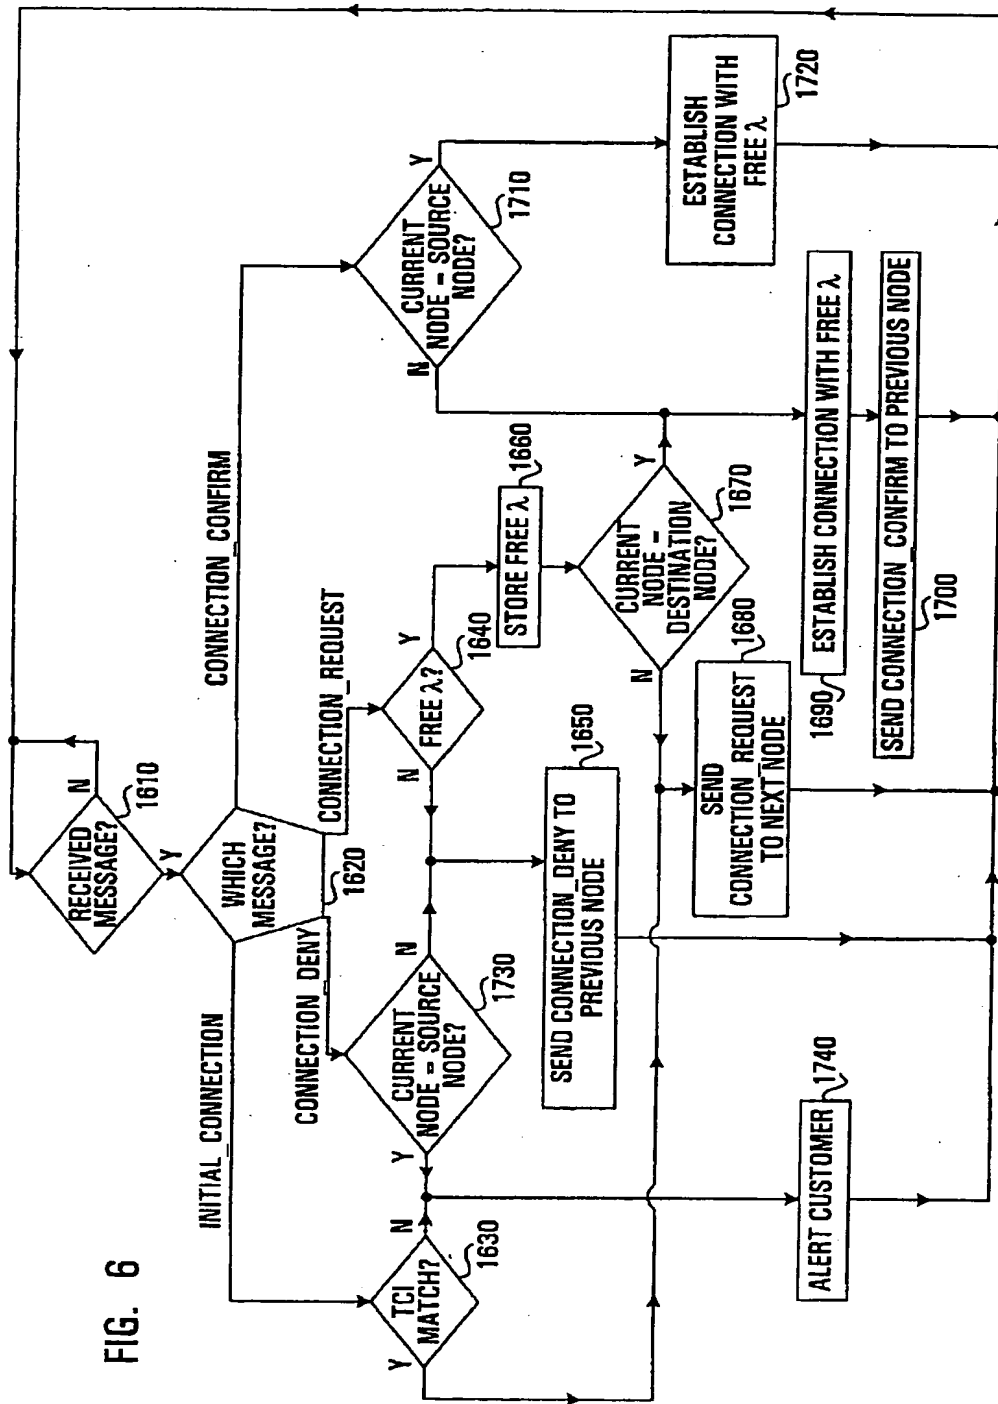 FIG. 6
RECEIVED
MESSAGE?
1610
N
Y
WHICH
MESSAGE?
1620
INITIAL_CONNECTION
CONNECTION_DENY
CONNECTION_REQUEST
CONNECTION_CONFIRM
TCI
MATCH?
1630
Y
N
CURRENT
NODE = SOURCE
NODE?
1730
Y
N
FREE λ?
1640
N
Y
CURRENT
NODE = SOURCE
NODE?
1710
N
Y
STORE FREE λ
1660
SEND CONNECTION_DENY TO
PREVIOUS NODE
1650
CURRENT
NODE =
DESTINATION
NODE?
1670
N
Y
ESTABLISH
CONNECTION WITH
FREE λ
1720
SEND
CONNECTION_REQUEST
TO NEXT NODE
1680
ALERT CUSTOMER
1740
ESTABLISH CONNECTION WITH FREE λ
1690
SEND CONNECTION_CONFIRM TO PREVIOUS NODE
1700